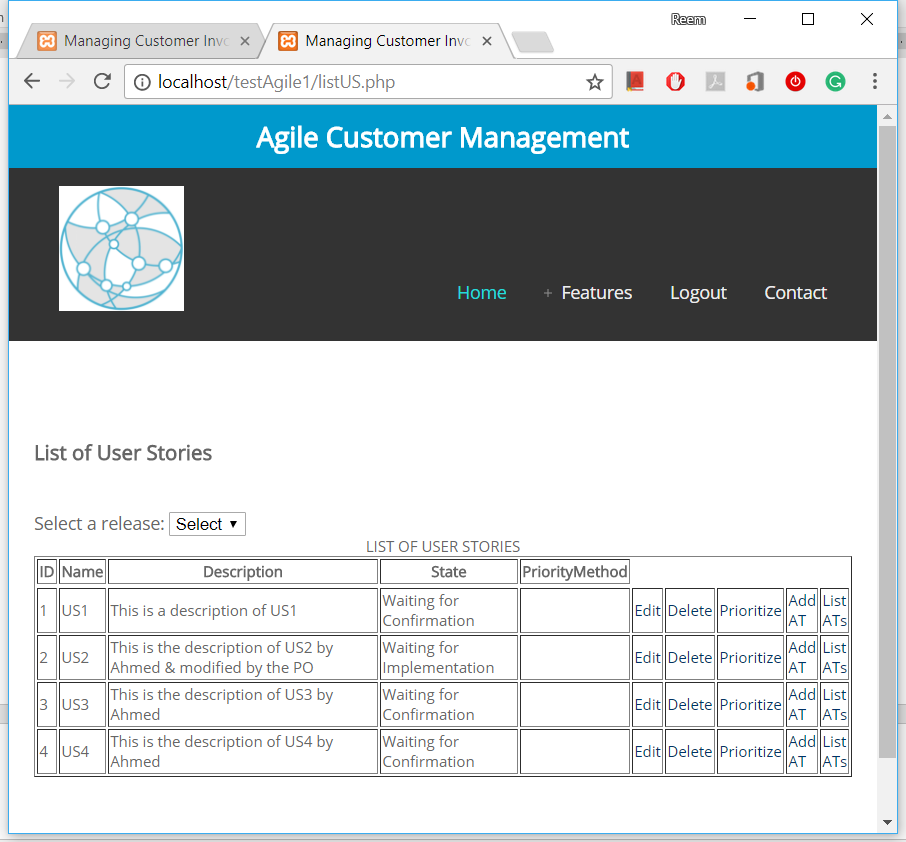 Reem
Managing Customer Invo
Managing Customer Invo
localhost/testAgile1/listUS.php
Agile Customer Management
Home + Features Logout Contact
List of User Stories
Select a release: Select
LIST OF USER STORIES
ID Name Description State PriorityMethod
1 US1 This is a description of US1 Waiting for Confirmation Edit Delete Prioritize Add AT List ATs
2 US2 This is the description of US2 by Ahmed & modified by the PO Waiting for Implementation Edit Delete Prioritize Add AT List ATs
3 US3 This is the description of US3 by Ahmed Waiting for Confirmation Edit Delete Prioritize Add AT List ATs
4 US4 This is the description of US4 by Ahmed Waiting for Confirmation Edit Delete Prioritize Add AT List ATs